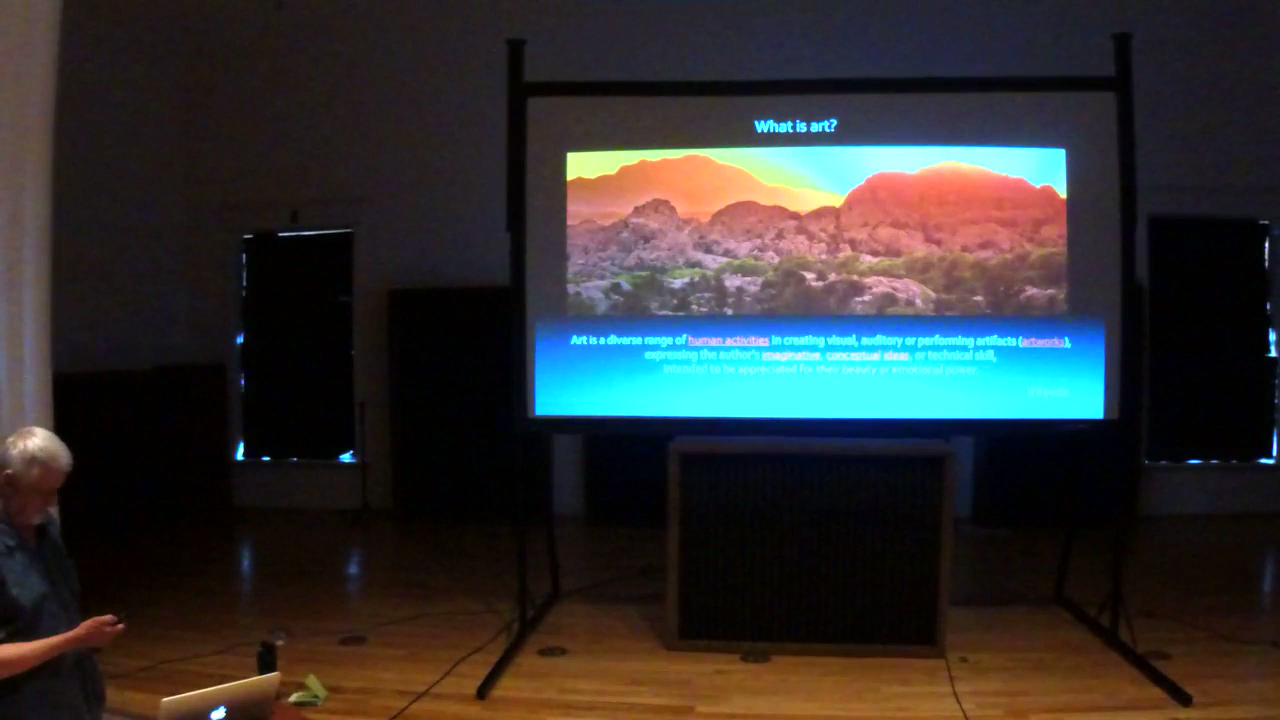 What is art?
Art is a diverse range of human activities in creating visual, auditory or performing artifacts (artworks),
expressing the author's imaginative, conceptual ideas, or technical skill,
intended to be appreciated for their beauty or emotional power.